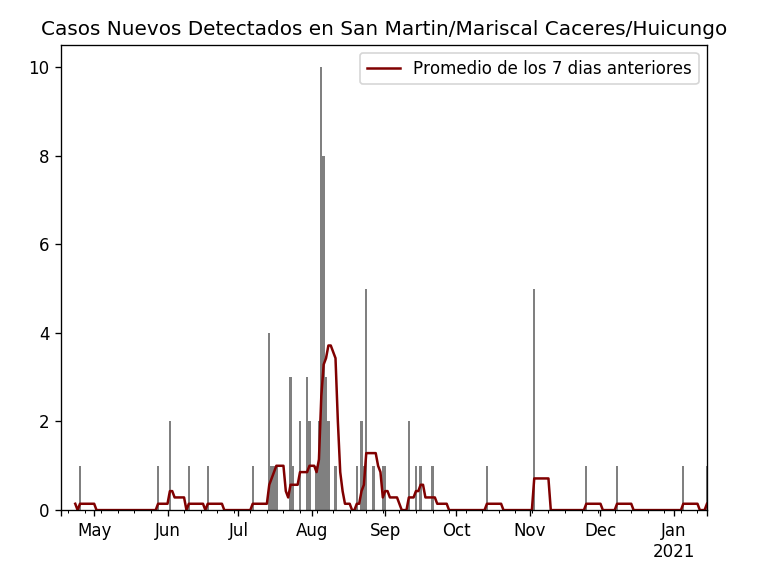 Casos Nuevos Detectados en San Martin/Mariscal Caceres/Huicungo
Promedio de los 7 dias anteriores
10
8
6
4
2
0
May Jun Jul Aug Sep Oct Nov Dec Jan
2021